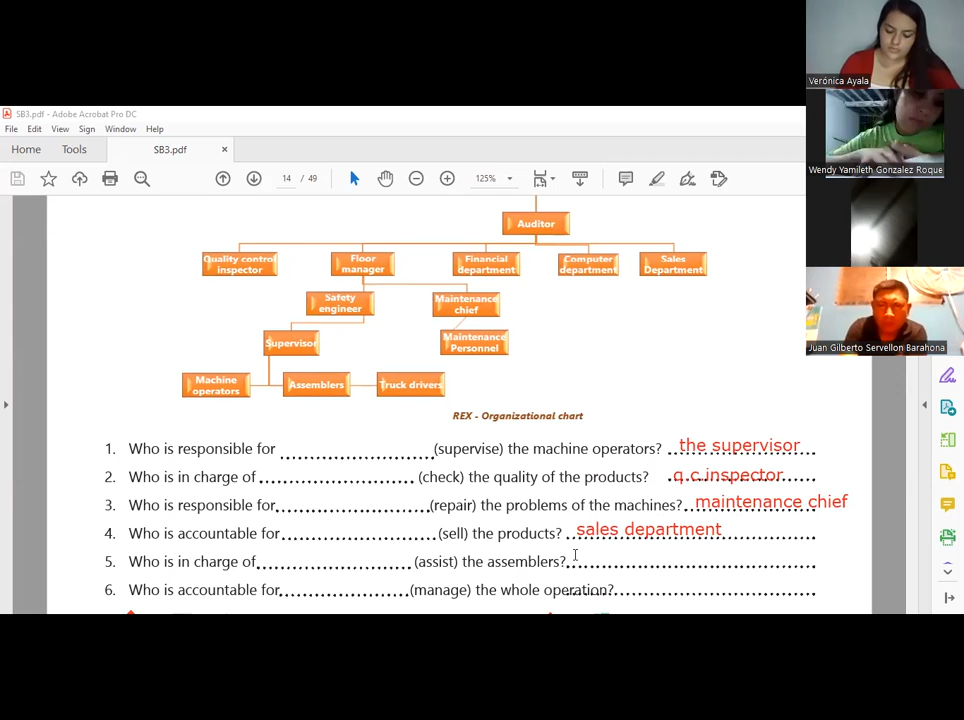 Verónica Ayala
SB3.pdf - Adobe Acrobat Pro DC
File Edit View Sign Window Help
Home Tools SB3.pdf ×
14 / 49 125%
Wendy Yamileth Gonzalez Roque
Auditor
Quality control inspector
Floor manager
Financial department
Computer department
Sales Department
Safety engineer
Maintenance chief
Supervisor
Maintenance Personnel
Juan Gilberto Servellon Barahona
Machine operators
Assemblers
Truck drivers
REX - Organizational chart
1. Who is responsible for .......................... (supervise) the machine operators? the supervisor
2. Who is in charge of .......................... (check) the quality of the products? q.c.inspector
3. Who is responsible for.......................... (repair) the problems of the machines? maintenance chief
4. Who is accountable for.......................... (sell) the products? sales department
5. Who is in charge of.......................... (assist) the assemblers?..........................
6. Who is accountable for.......................... (manage) the whole operation?..........................